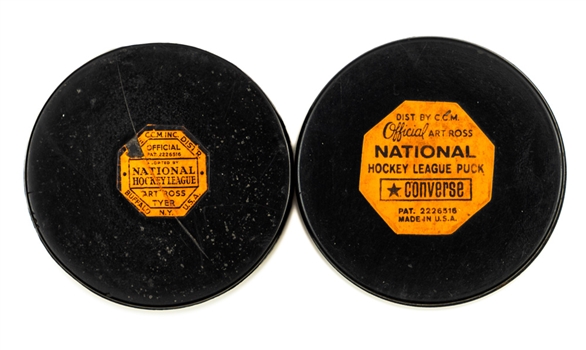 C.C.M. INC. DIST'R
OFFICIAL
PAT. 2226516
NATIONAL
HOCKEY LEAGUE
ART ROSS
TYER
BUFFALO N.Y. U.S.A.
DIST BY C.C.M.
Official ART ROSS
NATIONAL
HOCKEY LEAGUE PUCK
★ CONVERSE
PAT. 2226516
MADE IN U.S.A.